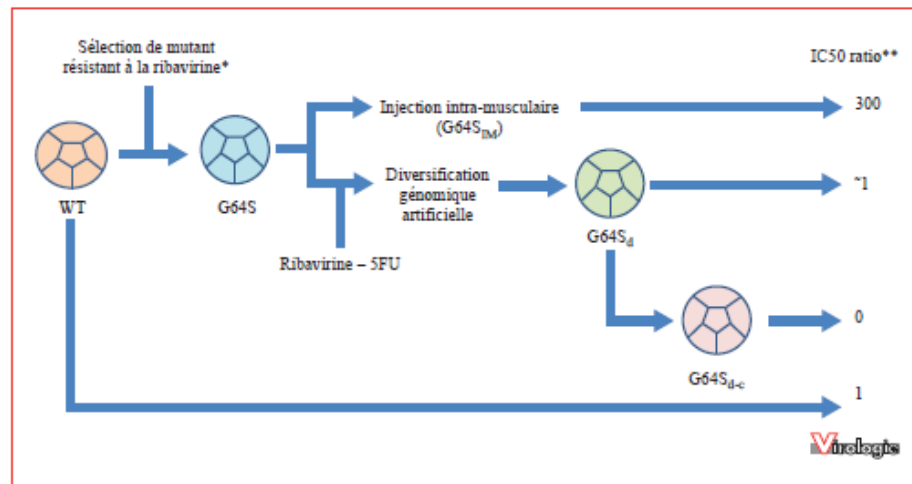 Sélection de mutant
résistant à la ribavirine*
IC50 ratio**
Injection intra-musculaire
(G64S_IM)
300
WT
G64S
Diversification
génomique
artificielle
~1
G64S_d
Ribavirine – 5FU
0
G64S_d-c
1
Virologie